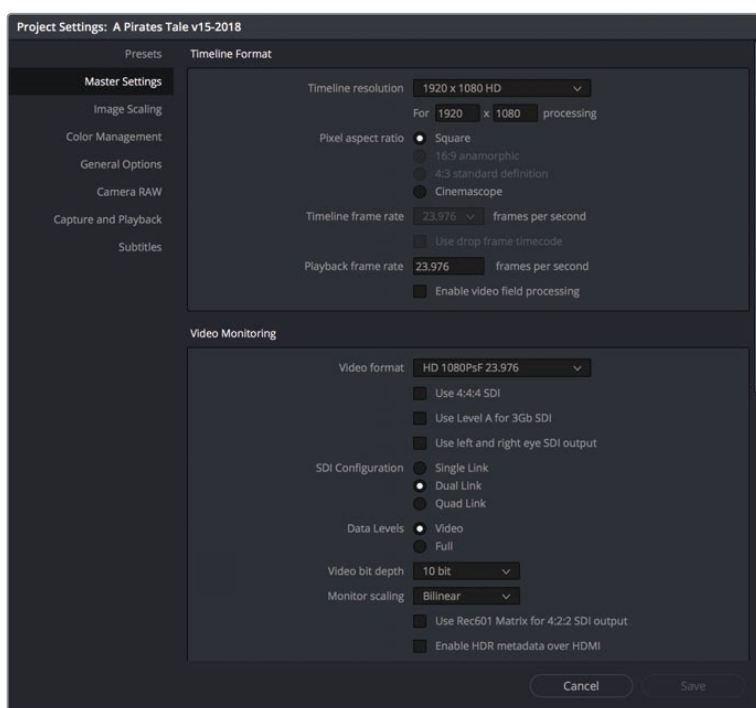 Project Settings: A Pirates Tale v15-2018
Presets
Master Settings
Image Scaling
Color Management
General Options
Camera RAW
Capture and Playback
Subtitles
Timeline Format
Timeline resolution 1920 x 1080 HD
For 1920 x 1080 processing
Pixel aspect ratio Square
16:9 anamorphic
4:3 standard definition
Cinemascope
Timeline frame rate 23.976 frames per second
Use drop frame timecode
Playback frame rate 23.976 frames per second
Enable video field processing
Video Monitoring
Video format HD 1080PsF 23.976
Use 4:4:4 SDI
Use Level A for 3Gb SDI
Use left and right eye SDI output
SDI Configuration Single Link
Dual Link
Quad Link
Data Levels Video
Full
Video bit depth 10 bit
Monitor scaling Bilinear
Use Rec601 Matrix for 4:2:2 SDI output
Enable HDR metadata over HDMI
Cancel Save